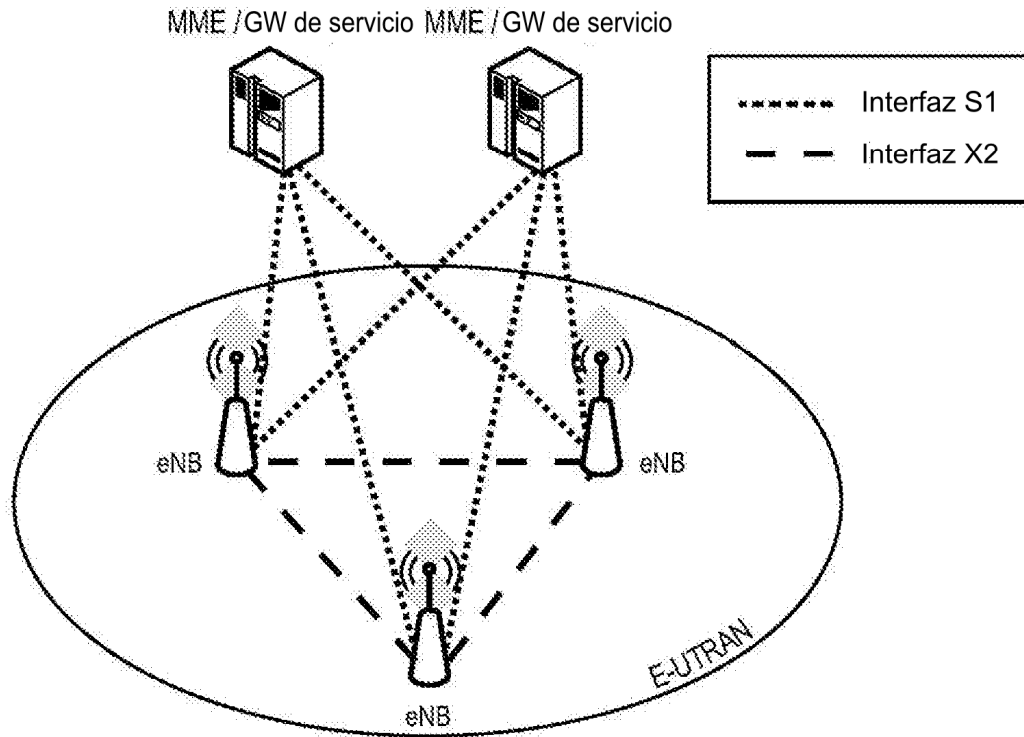 MME / GW de servicio MME / GW de servicio
Interfaz S1
Interfaz X2
eNB
eNB
eNB
E-UTRAN